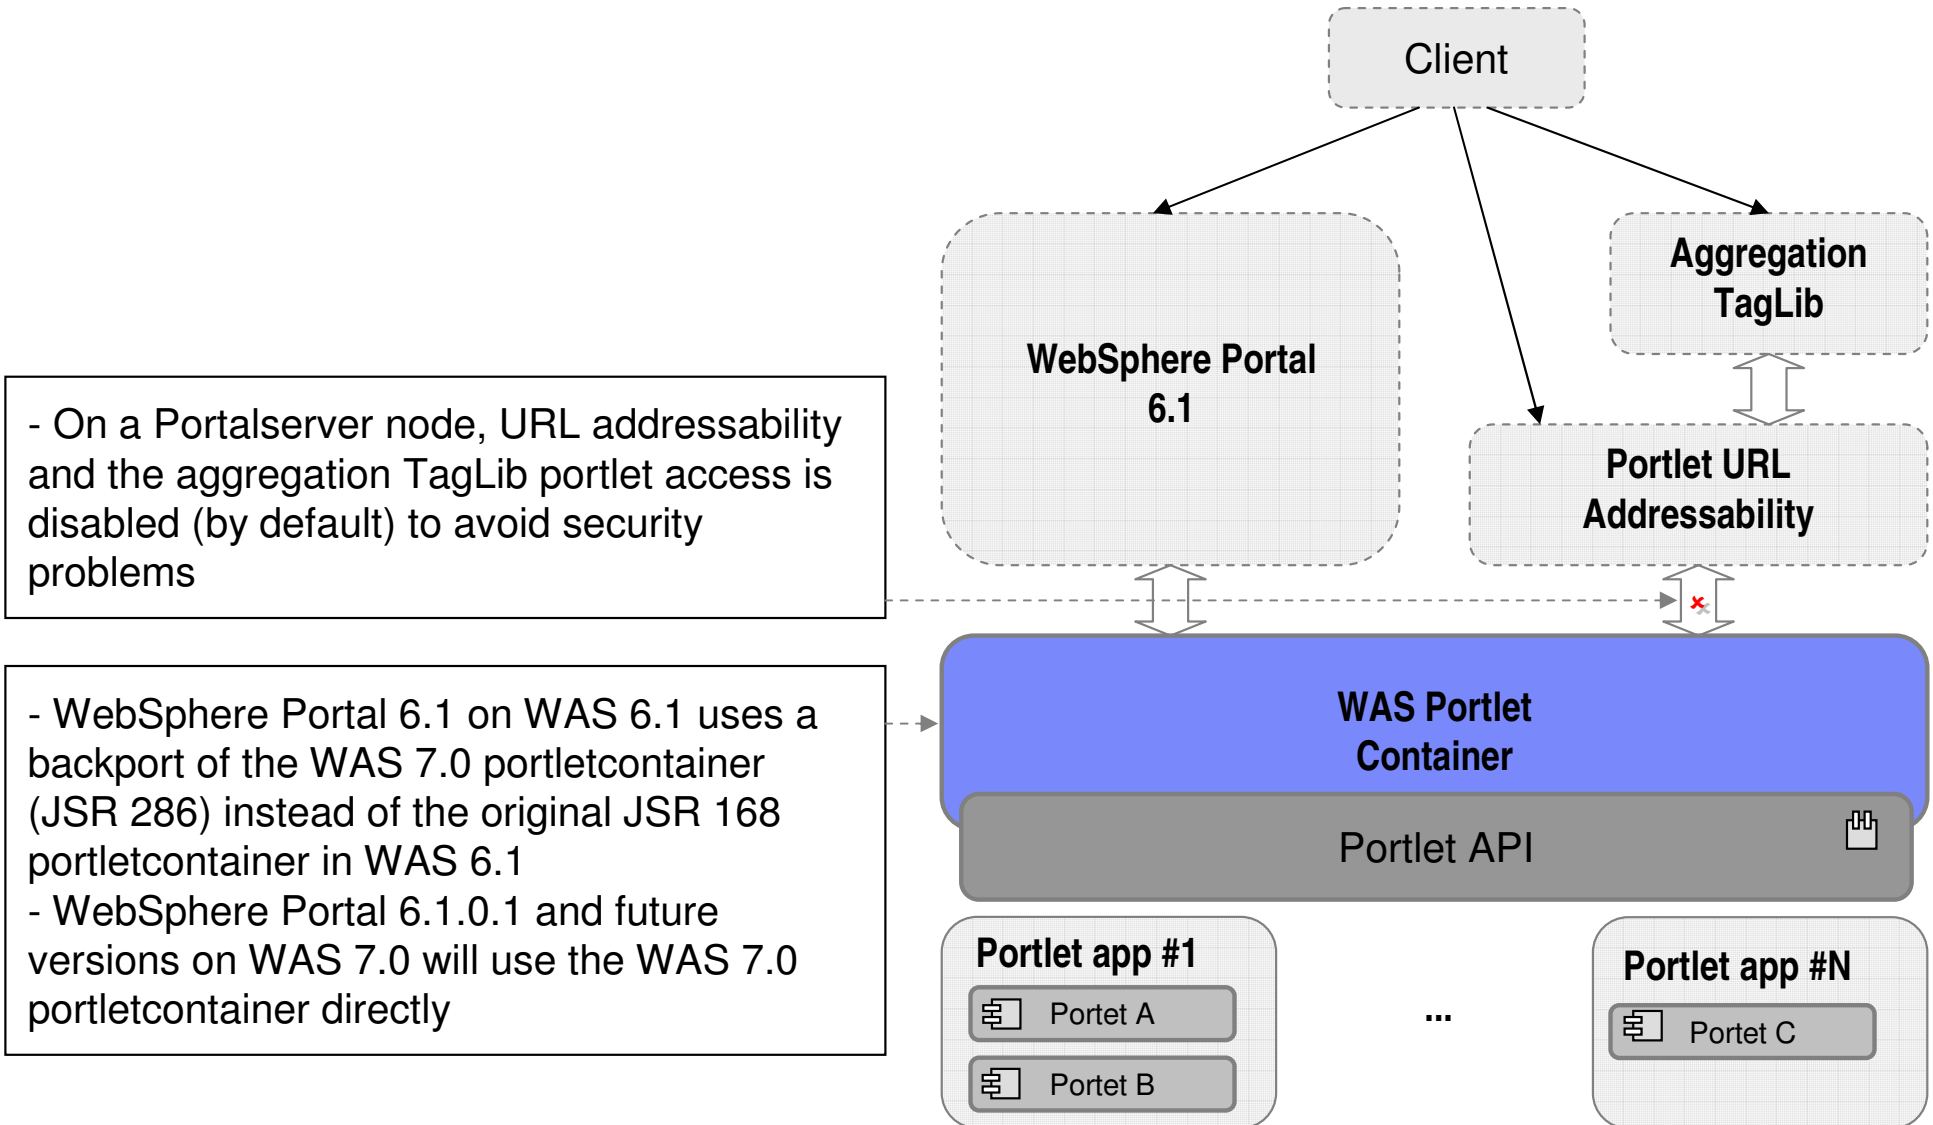 Client
WebSphere Portal
6.1
Aggregation
TagLib
Portlet URL
Addressability
- On a Portalserver node, URL addressability
and the aggregation TagLib portlet access is
disabled (by default) to avoid security
problems
- WebSphere Portal 6.1 on WAS 6.1 uses a
backport of the WAS 7.0 portletcontainer
(JSR 286) instead of the original JSR 168
portletcontainer in WAS 6.1
- WebSphere Portal 6.1.0.1 and future
versions on WAS 7.0 will use the WAS 7.0
portletcontainer directly
WAS Portlet
Container
Portlet API
Portlet app #1
Portet A
Portet B
...
Portlet app #N
Portet C